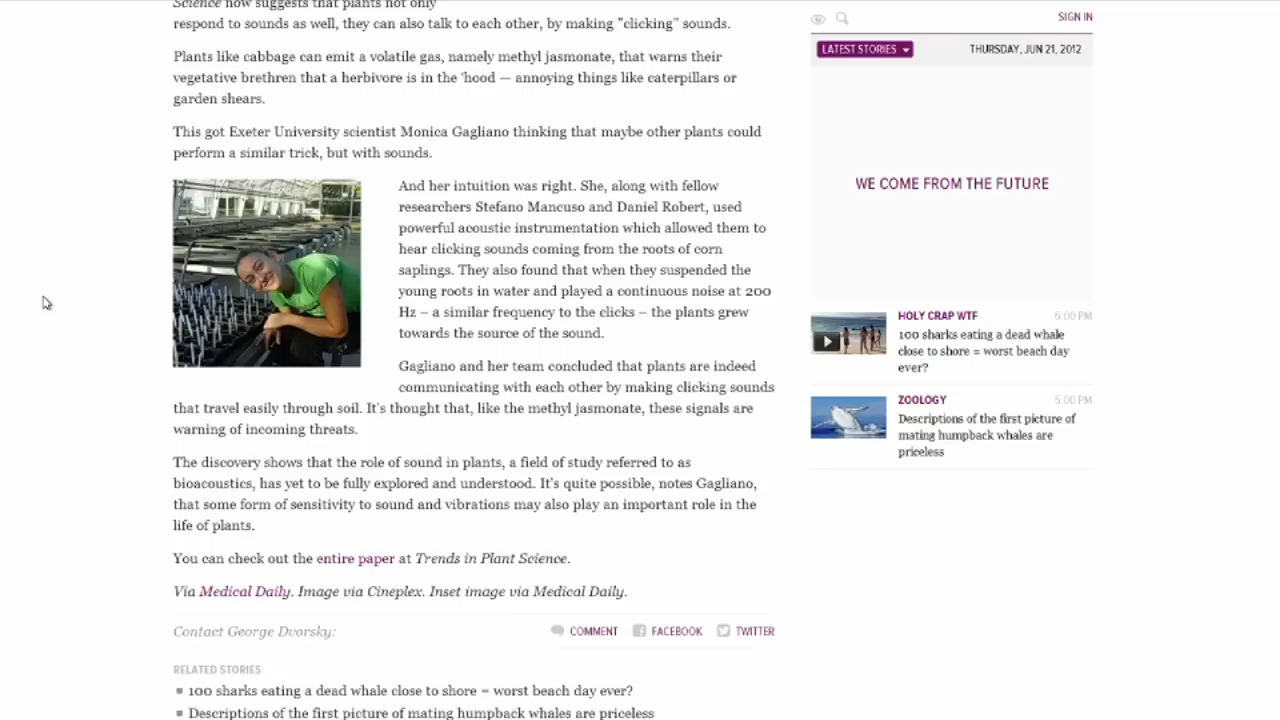 Science now suggests that plants not only
respond to sounds as well, they can also talk to each other, by making "clicking" sounds.
Plants like cabbage can emit a volatile gas, namely methyl jasmonate, that warns their
vegetative brethren that a herbivore is in the 'hood — annoying things like caterpillars or
garden shears.
This got Exeter University scientist Monica Gagliano thinking that maybe other plants could
perform a similar trick, but with sounds.
And her intuition was right. She, along with fellow
researchers Stefano Mancuso and Daniel Robert, used
powerful acoustic instrumentation which allowed them to
hear clicking sounds coming from the roots of corn
saplings. They also found that when they suspended the
young roots in water and played a continuous noise at 200
Hz – a similar frequency to the clicks – the plants grew
towards the source of the sound.
Gagliano and her team concluded that plants are indeed
communicating with each other by making clicking sounds
that travel easily through soil. It's thought that, like the methyl jasmonate, these signals are
warning of incoming threats.
The discovery shows that the role of sound in plants, a field of study referred to as
bioacoustics, has yet to be fully explored and understood. It's quite possible, notes Gagliano,
that some form of sensitivity to sound and vibrations may also play an important role in the
life of plants.
You can check out the entire paper at Trends in Plant Science.
Via Medical Daily. Image via Cineplex. Inset image via Medical Daily.
Contact George Dvorsky:
COMMENT FACEBOOK TWITTER
RELATED STORIES
100 sharks eating a dead whale close to shore = worst beach day ever?
Descriptions of the first picture of mating humpback whales are priceless
SIGN IN
LATEST STORIES THURSDAY, JUN 21, 2012
WE COME FROM THE FUTURE
HOLY CRAP WTF 6:00 PM
100 sharks eating a dead whale
close to shore = worst beach day
ever?
ZOOLOGY 5:00 PM
Descriptions of the first picture of
mating humpback whales are
priceless